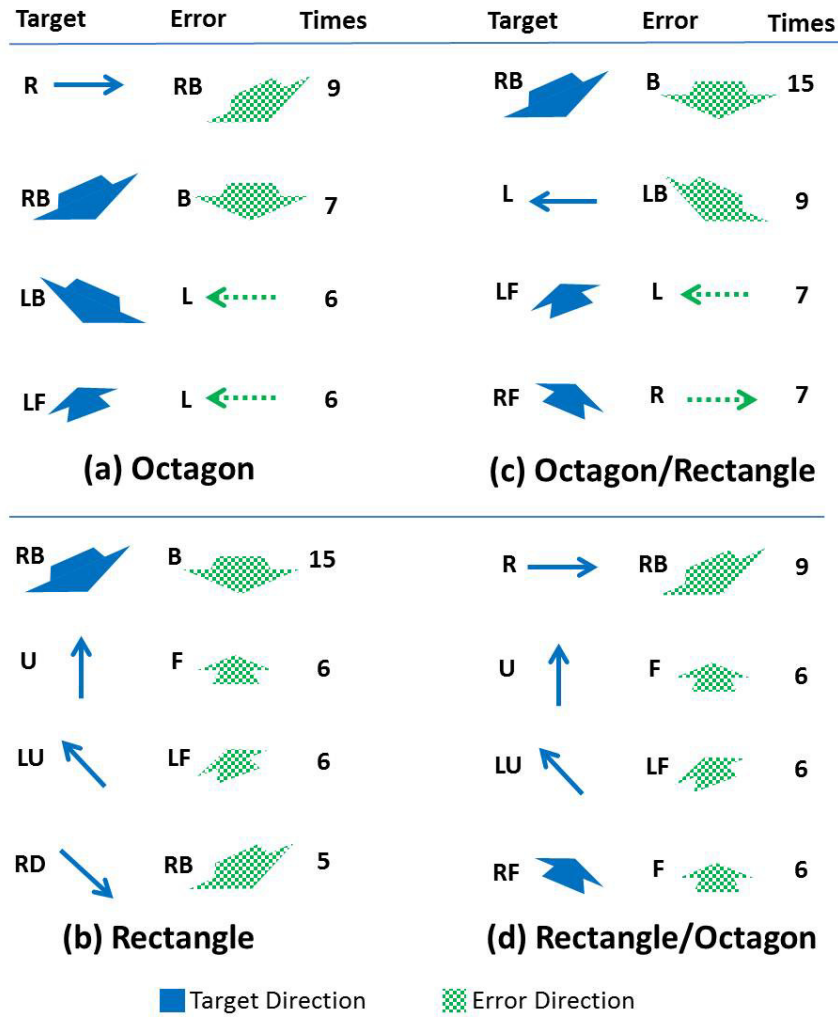 Target Error Times Target Error Times
R RB 9
RB B 7
LB L 6
LF L 6
(a) Octagon
RB B 15
L LB 9
LF L 7
RF R 7
(c) Octagon/Rectangle
RB B 15
U F 6
LU LF 6
RD RB 5
(b) Rectangle
R RB 9
U F 6
LU LF 6
RF F 6
(d) Rectangle/Octagon
Target Direction Error Direction